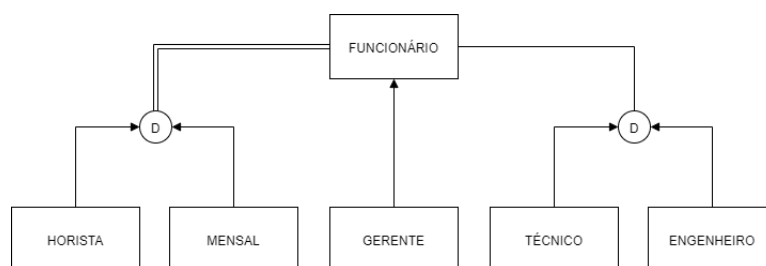 FUNCIONÁRIO
D
D
HORISTA
MENSAL
GERENTE
TÉCNICO
ENGENHEIRO